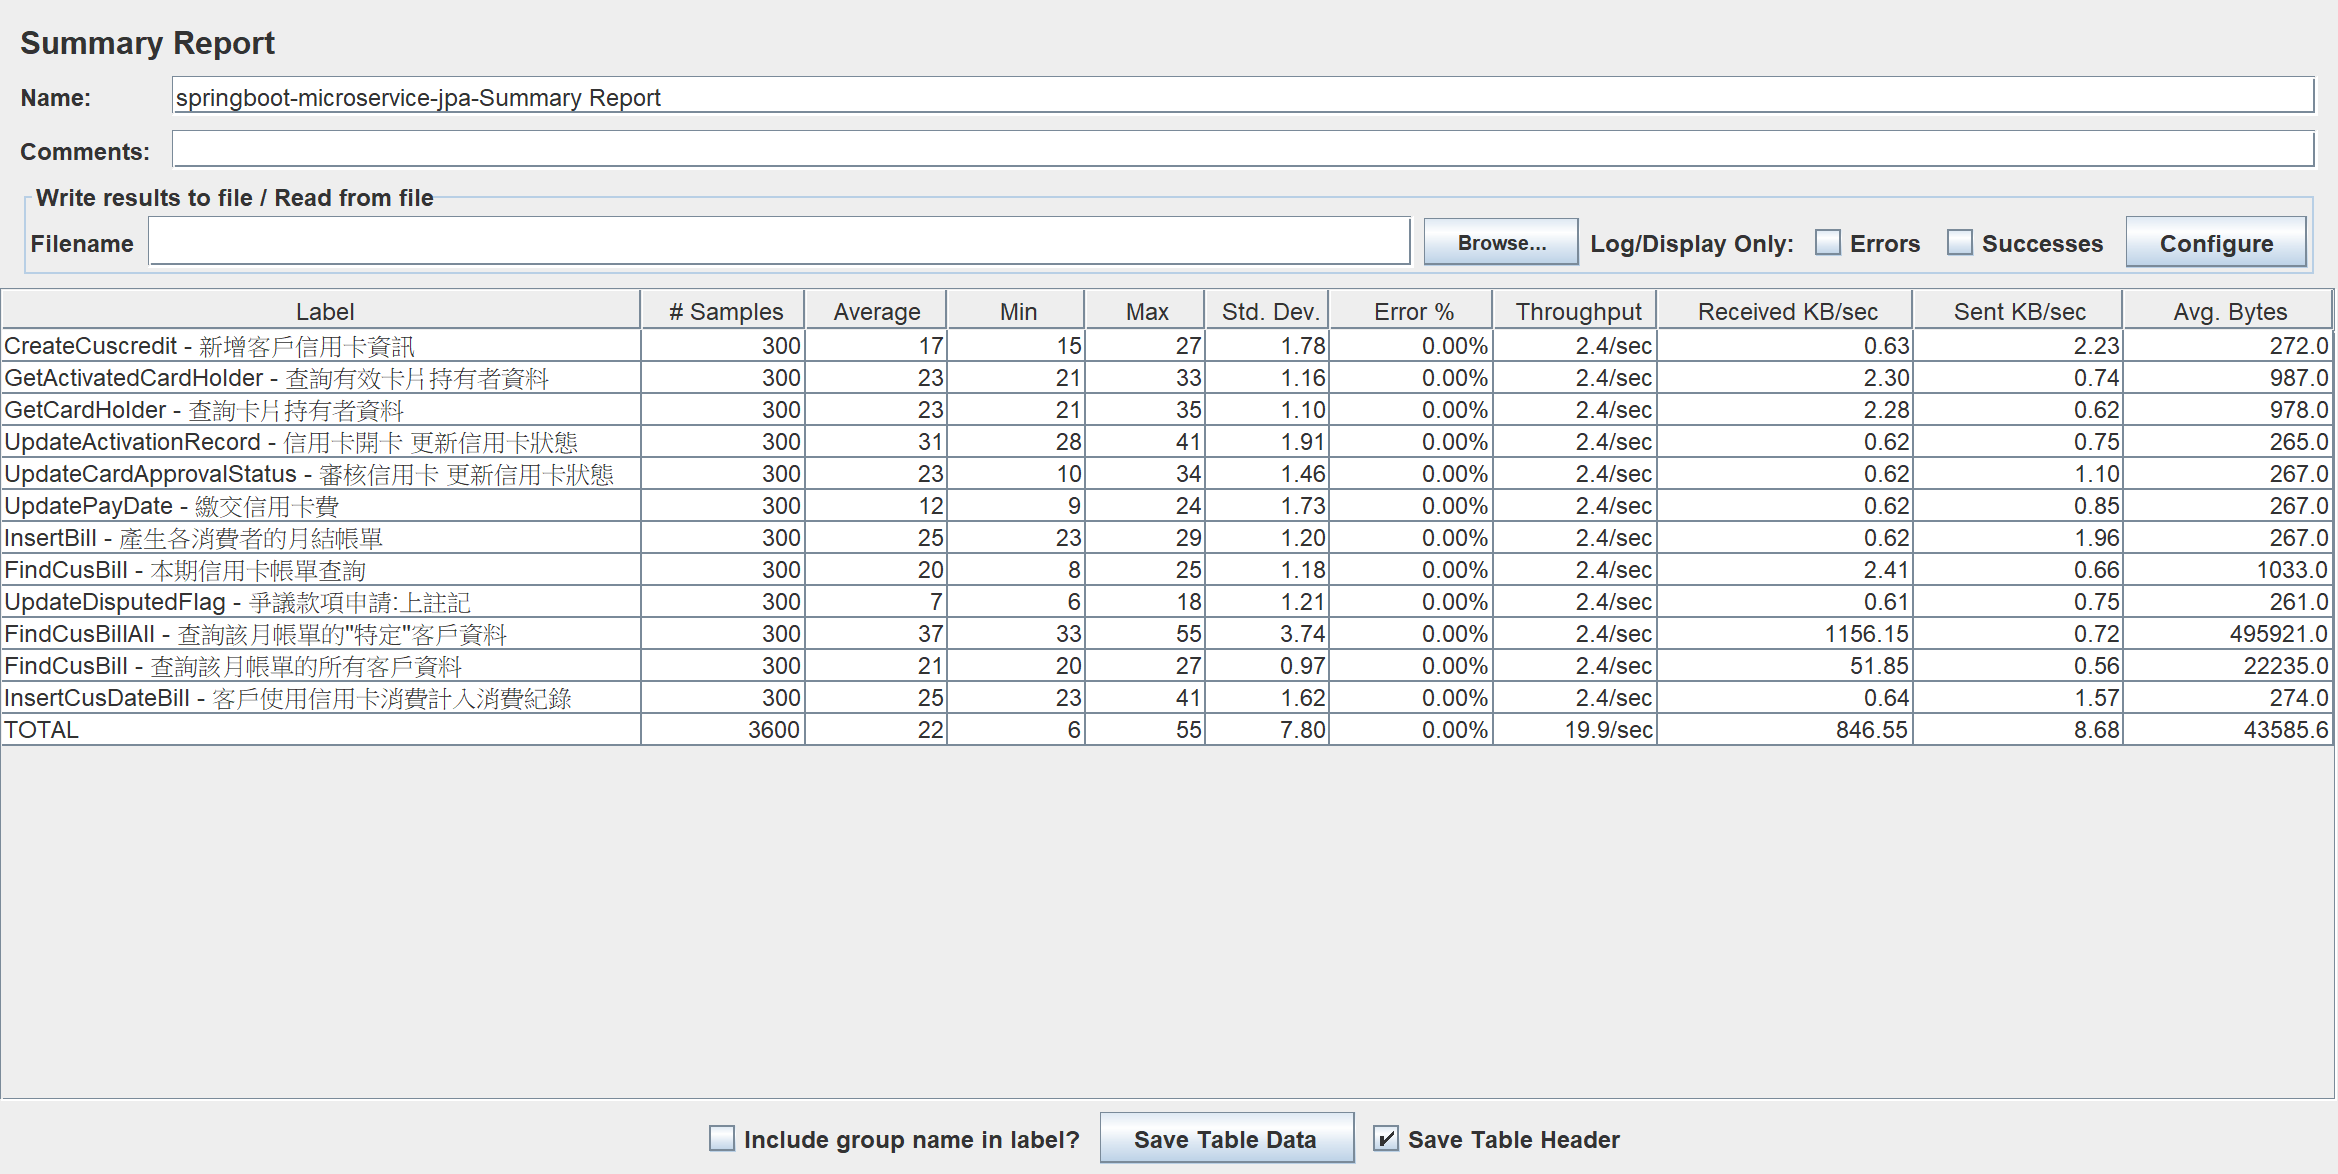 Summary Report
Name: springboot-microservice-jpa-Summary Report
Comments:
Write results to file / Read from file
Filename Browse... Log/Display Only: Errors Successes Configure
Label # Samples Average Min Max Std. Dev. Error % Throughput Received KB/sec Sent KB/sec Avg. Bytes
CreateCuscredit - 新增客戶信用卡資訊 300 17 15 27 1.78 0.00% 2.4/sec 0.63 2.23 272.0
GetActivatedCardHolder - 查詢有效卡片持有者資料 300 23 21 33 1.16 0.00% 2.4/sec 2.30 0.74 987.0
GetCardHolder - 查詢卡片持有者資料 300 23 21 35 1.10 0.00% 2.4/sec 2.28 0.62 978.0
UpdateActivationRecord - 信用卡開卡 更新信用卡狀態 300 31 28 41 1.91 0.00% 2.4/sec 0.62 0.75 265.0
UpdateCardApprovalStatus - 審核信用卡 更新信用卡狀態 300 23 10 34 1.46 0.00% 2.4/sec 0.62 1.10 267.0
UpdatePayDate - 繳交信用卡費 300 12 9 24 1.73 0.00% 2.4/sec 0.62 0.85 267.0
InsertBill - 產生各消費者的月結帳單 300 25 23 29 1.20 0.00% 2.4/sec 0.62 1.96 267.0
FindCusBill - 本期信用卡帳單查詢 300 20 8 25 1.18 0.00% 2.4/sec 2.41 0.66 1033.0
UpdateDisputedFlag - 爭議款項申請:上註記 300 7 6 18 1.21 0.00% 2.4/sec 0.61 0.75 261.0
FindCusBillAll - 查詢該月帳單的"特定"客戶資料 300 37 33 55 3.74 0.00% 2.4/sec 1156.15 0.72 495921.0
FindCusBill - 查詢該月帳單的所有客戶資料 300 21 20 27 0.97 0.00% 2.4/sec 51.85 0.56 22235.0
InsertCusDateBill - 客戶使用信用卡消費計入消費紀錄 300 25 23 41 1.62 0.00% 2.4/sec 0.64 1.57 274.0
TOTAL 3600 22 6 55 7.80 0.00% 19.9/sec 846.55 8.68 43585.6
Include group name in label? Save Table Data Save Table Header